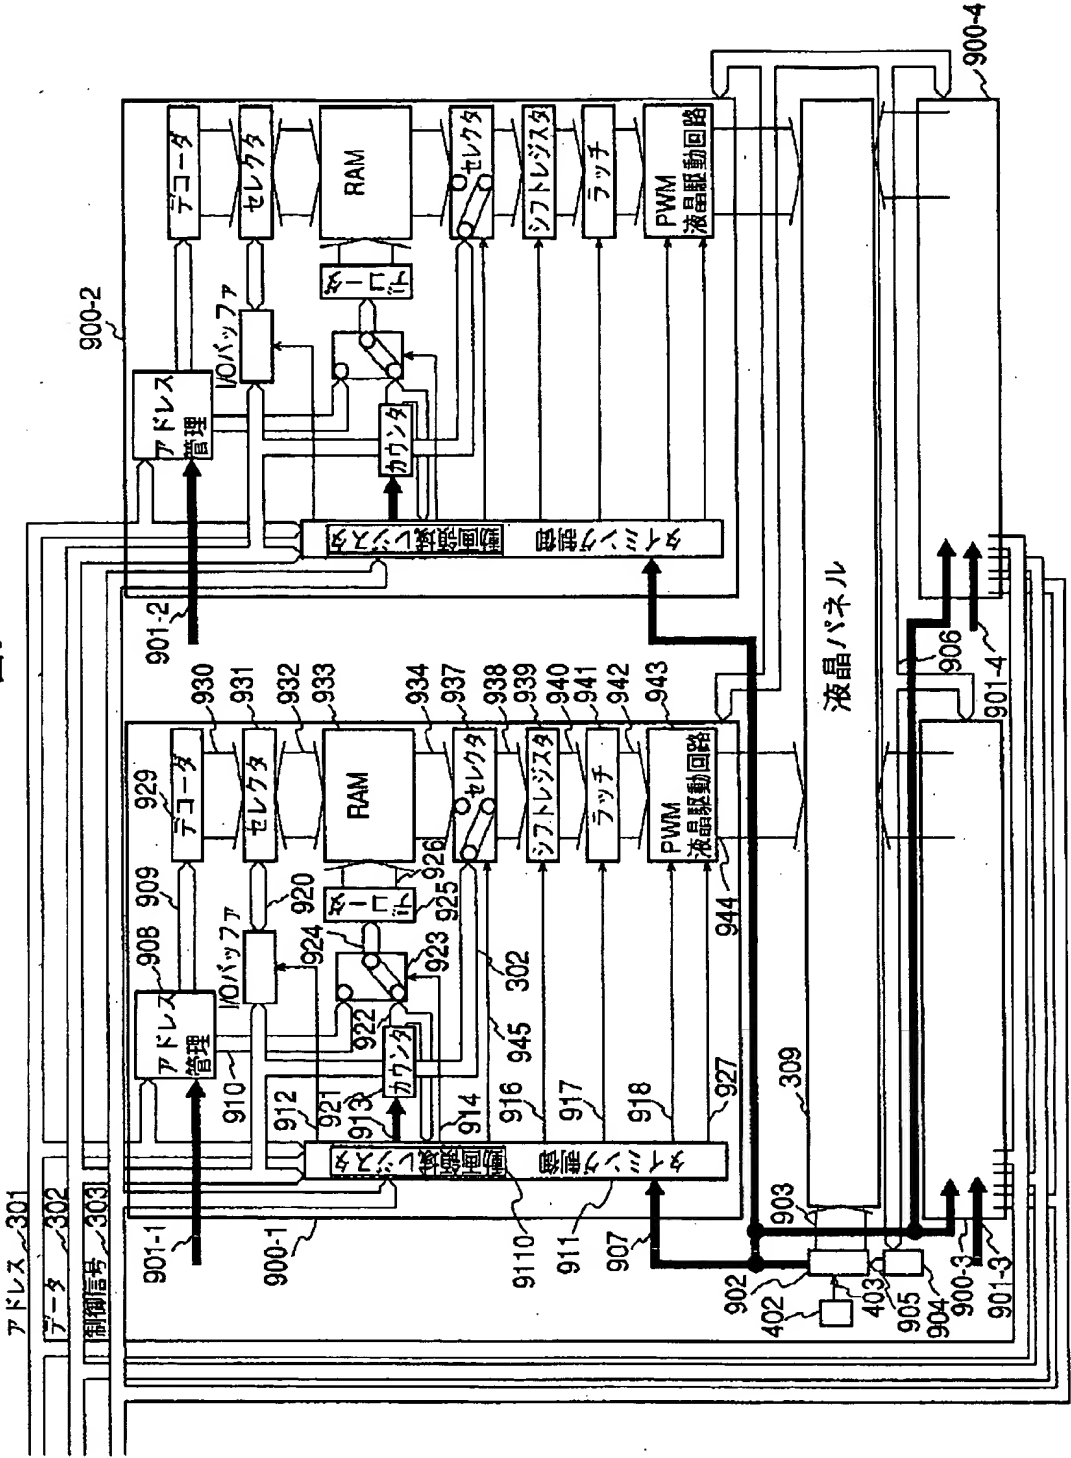 アドレス 301
データ 302
制御信号 303
900-1
901-1
アドレス
管理
908
909
デコーダ
929
930
セレクタ
931
932
I/Oバッファ
920
910
912
RAM
933
934
デコーダ
925
926
924
923
922
カウンタ
921
913
914
セレクタ
937
938
302
945
シフトレジスタ
939
940
916
ラッチ
941
942
917
PWM
液晶駆動回路
943
944
918
927
動画領域レジスタ
タイミング制御
9110
911
907
900-2
901-2
アドレス
管理
デコーダ
セレクタ
I/Oバッファ
RAM
デコーダ
カウンタ
セレクタ
シフトレジスタ
ラッチ
PWM
液晶駆動回路
動画領域レジスタ
タイミング制御
液晶パネル
309
903
902
402
403
905
904
906
900-3
901-3
900-4
901-4